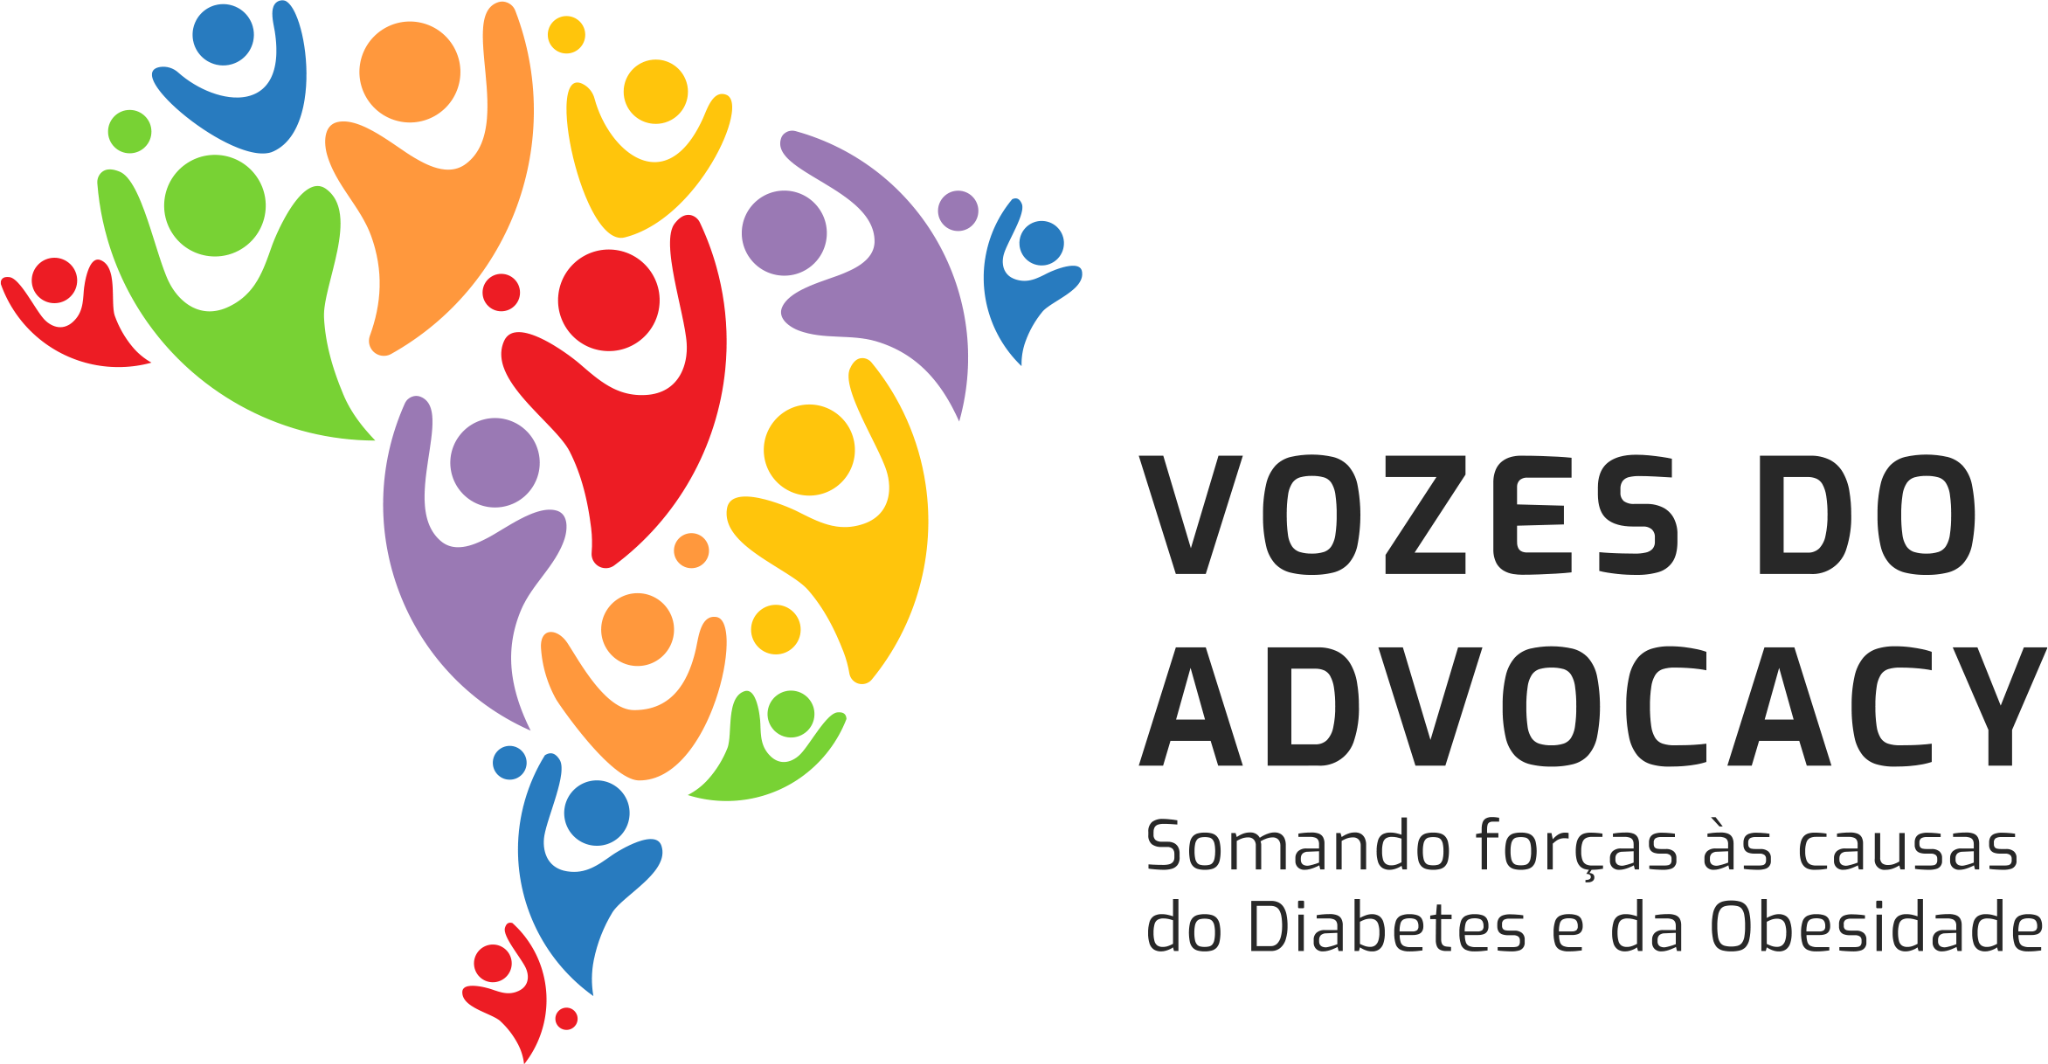 VOZES DO
ADVOCACY
Somando forças às causas
do Diabetes e da Obesidade